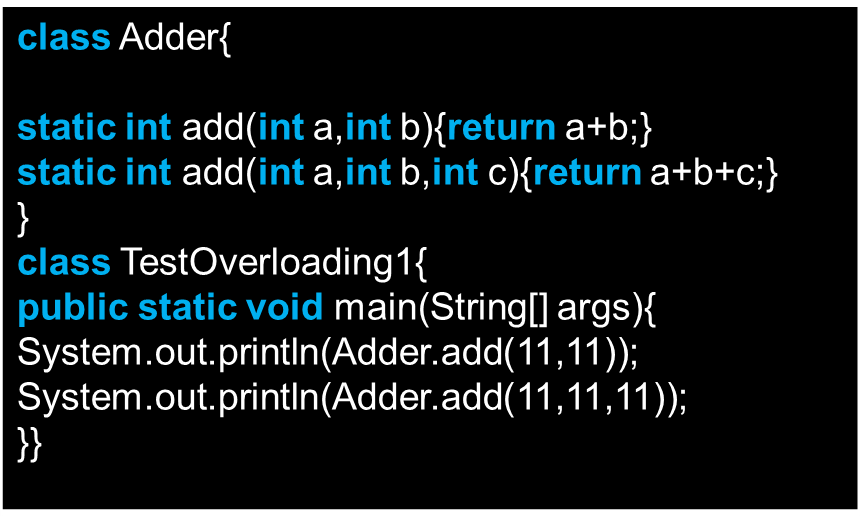 class Adder{
static int add(int a,int b){return a+b;}
static int add(int a,int b,int c){return a+b+c;}
}
class TestOverloading1{
public static void main(String[] args){
System.out.println(Adder.add(11,11));
System.out.println(Adder.add(11,11,11));
}}